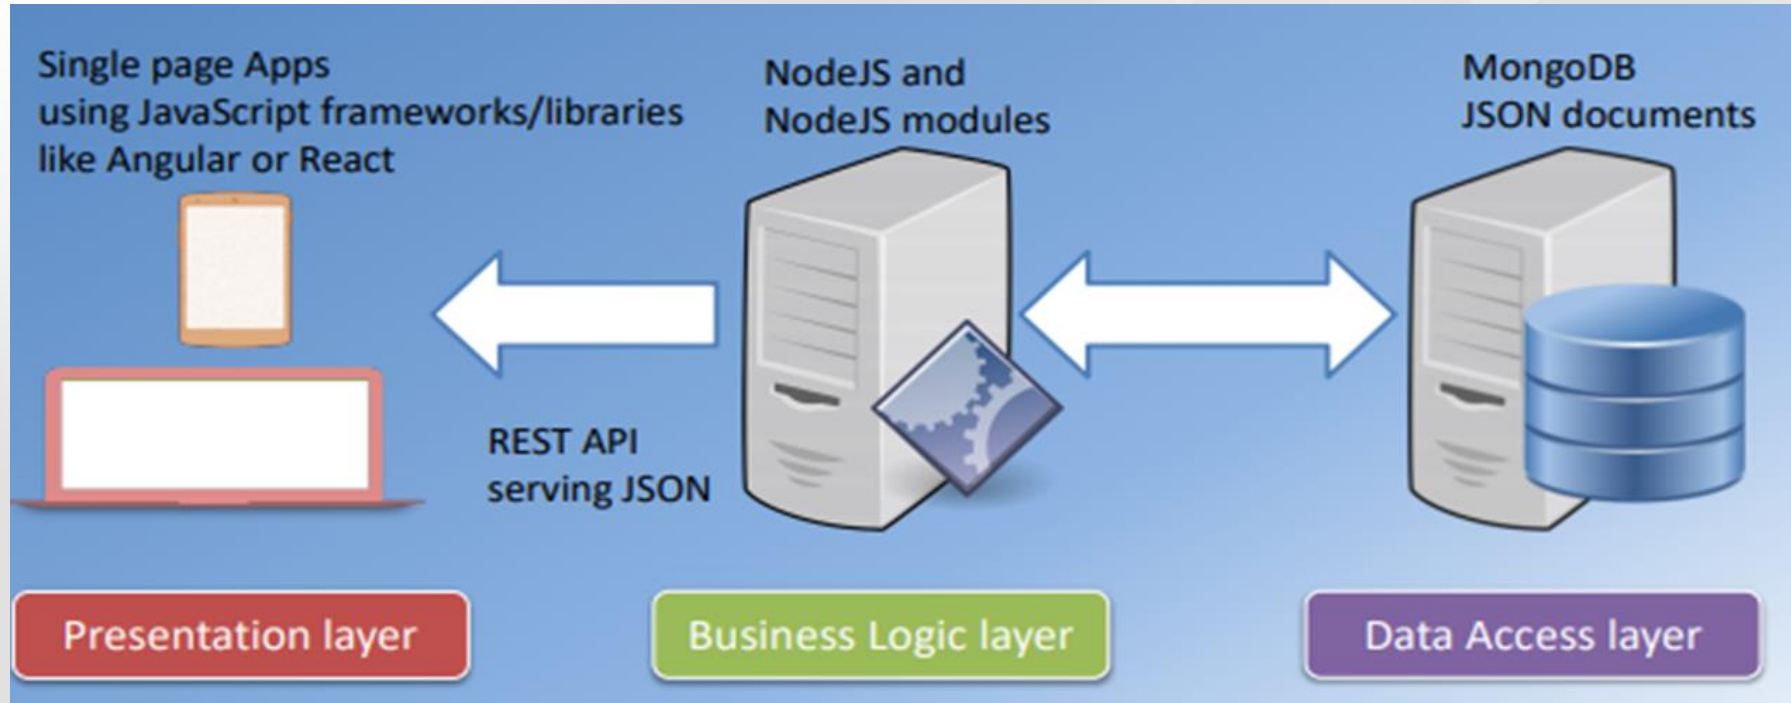 Single page Apps
using JavaScript frameworks/libraries
like Angular or React
NodeJS and
NodeJS modules
MongoDB
JSON documents
REST API
serving JSON
Presentation layer
Business Logic layer
Data Access layer